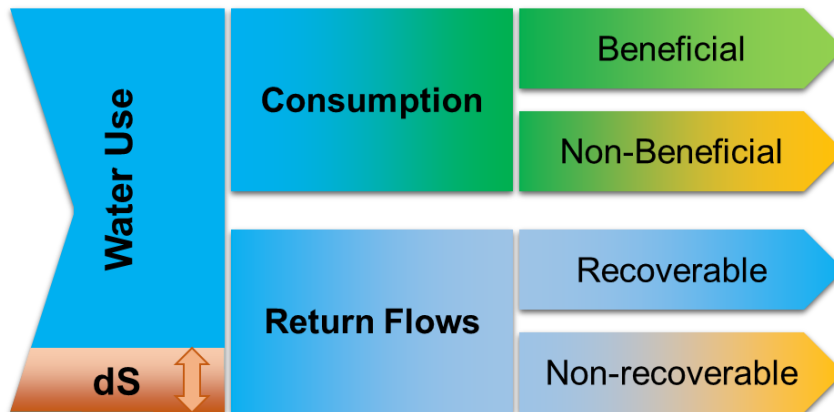 Water Use
dS
Consumption
Beneficial
Non-Beneficial
Return Flows
Recoverable
Non-recoverable